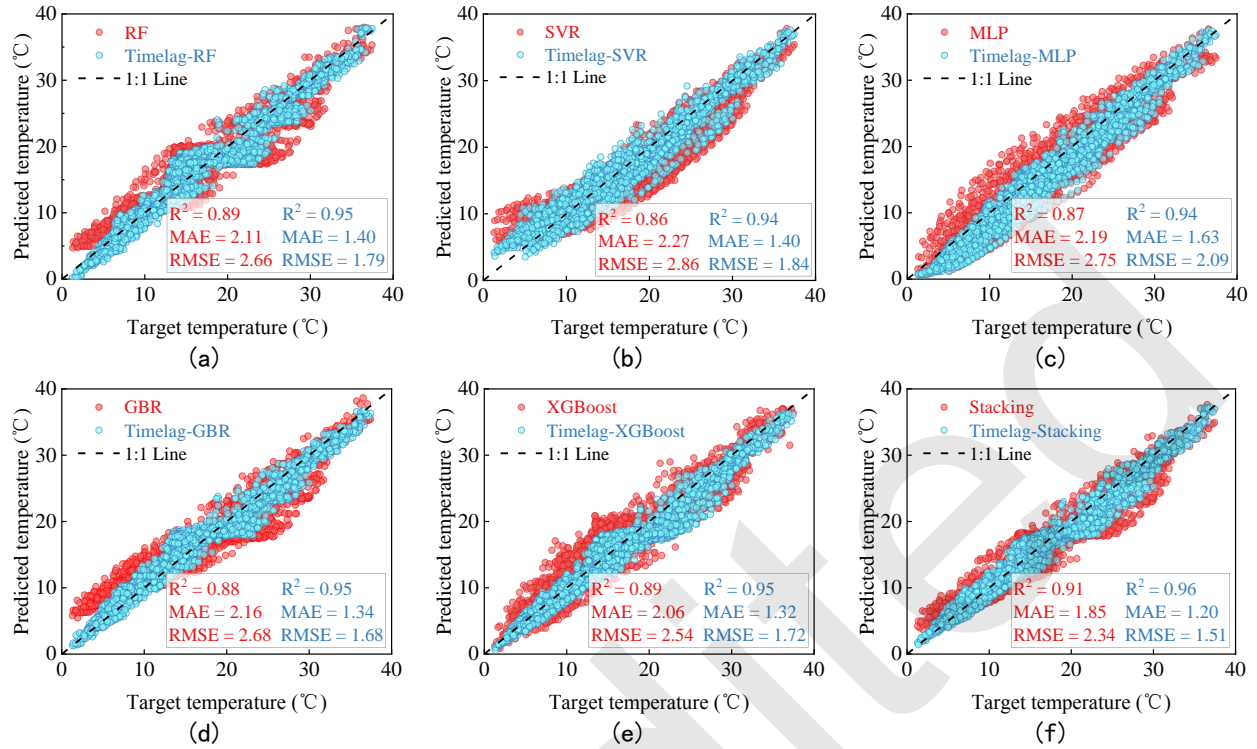 40
30
20
10
0
Predicted temperature (℃)
RF
Timelag-RF
1:1 Line
R² = 0.89 R² = 0.95
MAE = 2.11 MAE = 1.40
RMSE = 2.66 RMSE = 1.79
0 10 20 30 40
Target temperature (℃)
(a)
40
30
20
10
0
Predicted temperature (℃)
SVR
Timelag-SVR
1:1 Line
R² = 0.86 R² = 0.94
MAE = 2.27 MAE = 1.40
RMSE = 2.86 RMSE = 1.84
0 10 20 30 40
Target temperature (℃)
(b)
40
30
20
10
0
Predicted temperature (℃)
MLP
Timelag-MLP
1:1 Line
R² = 0.87 R² = 0.94
MAE = 2.19 MAE = 1.63
RMSE = 2.75 RMSE = 2.09
0 10 20 30 40
Target temperature (℃)
(c)
40
30
20
10
0
Predicted temperature (℃)
GBR
Timelag-GBR
1:1 Line
R² = 0.88 R² = 0.95
MAE = 2.16 MAE = 1.34
RMSE = 2.68 RMSE = 1.68
0 10 20 30 40
Target temperature (℃)
(d)
40
30
20
10
0
Predicted temperature (℃)
XGBoost
Timelag-XGBoost
1:1 Line
R² = 0.89 R² = 0.95
MAE = 2.06 MAE = 1.32
RMSE = 2.54 RMSE = 1.72
0 10 20 30 40
Target temperature (℃)
(e)
40
30
20
10
0
Predicted temperature (℃)
Stacking
Timelag-Stacking
1:1 Line
R² = 0.91 R² = 0.96
MAE = 1.85 MAE = 1.20
RMSE = 2.34 RMSE = 1.51
0 10 20 30 40
Target temperature (℃)
(f)
dited